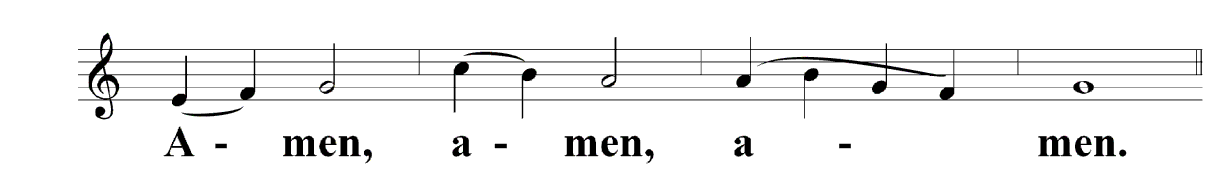 A - men, a - men, a - men.